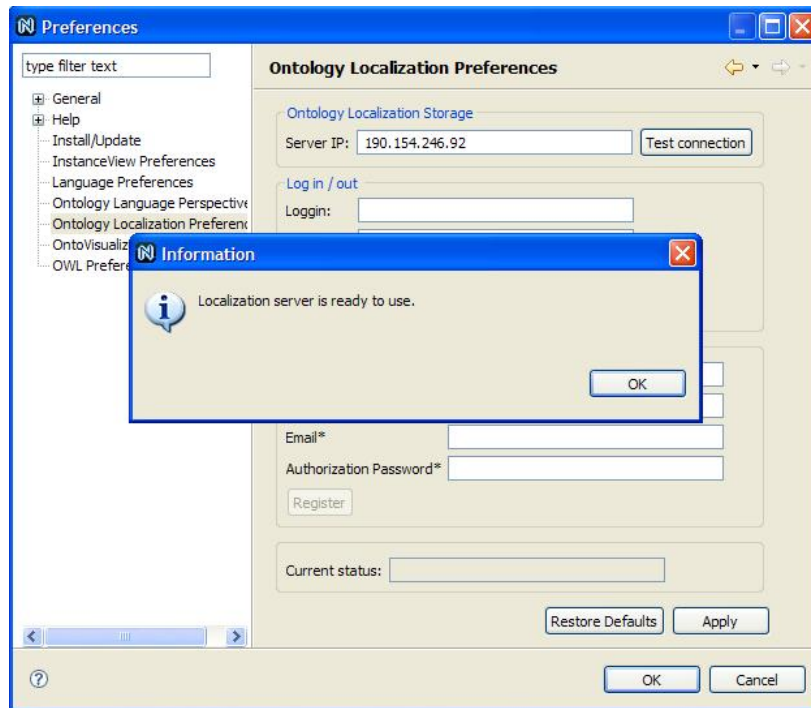 Preferences
type filter text
Ontology Localization Preferences
General
Help
Install/Update
InstanceView Preferences
Language Preferences
Ontology Language Perspective
Ontology Localization Preferenc
OntoVisualiz
OWL Prefere
Ontology Localization Storage
Server IP: 190.154.246.92 Test connection
Log in / out
Loggin:
Information
Localization server is ready to use.
OK
Email*
Authorization Password*
Register
Current status:
Restore Defaults Apply
OK Cancel